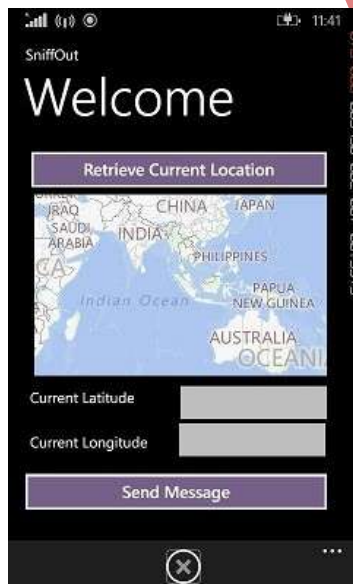 11:41
SniffOut
Welcome
Retrieve Current Location
IRAQ
CHINA
JAPAN
SAUDI
ARABIA
INDIA
PHILIPPINES
Indian Ocean
PAPUA
NEW GUINEA
AUSTRALIA
OCEANI
Current Latitude
Current Longitude
Send Message